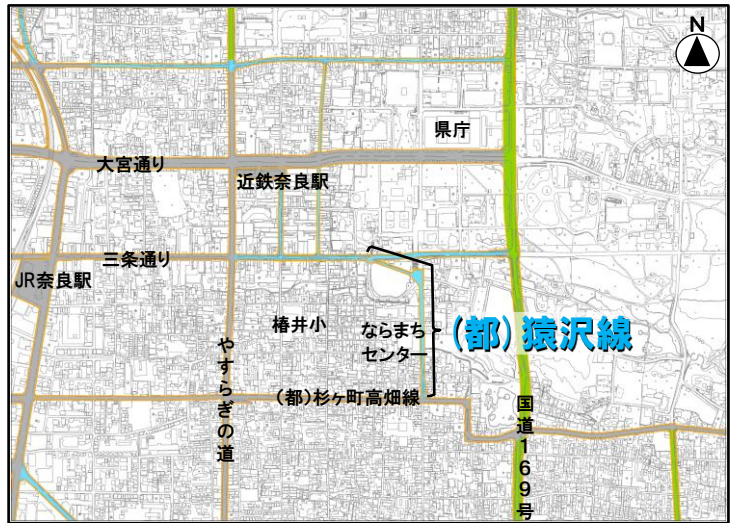 N
県庁
大宮通り
近鉄奈良駅
三条通り
JR奈良駅
椿井小
ならまち
センター
(都)猿沢線
やすらぎの道
(都)杉ヶ町高畑線
国道169号